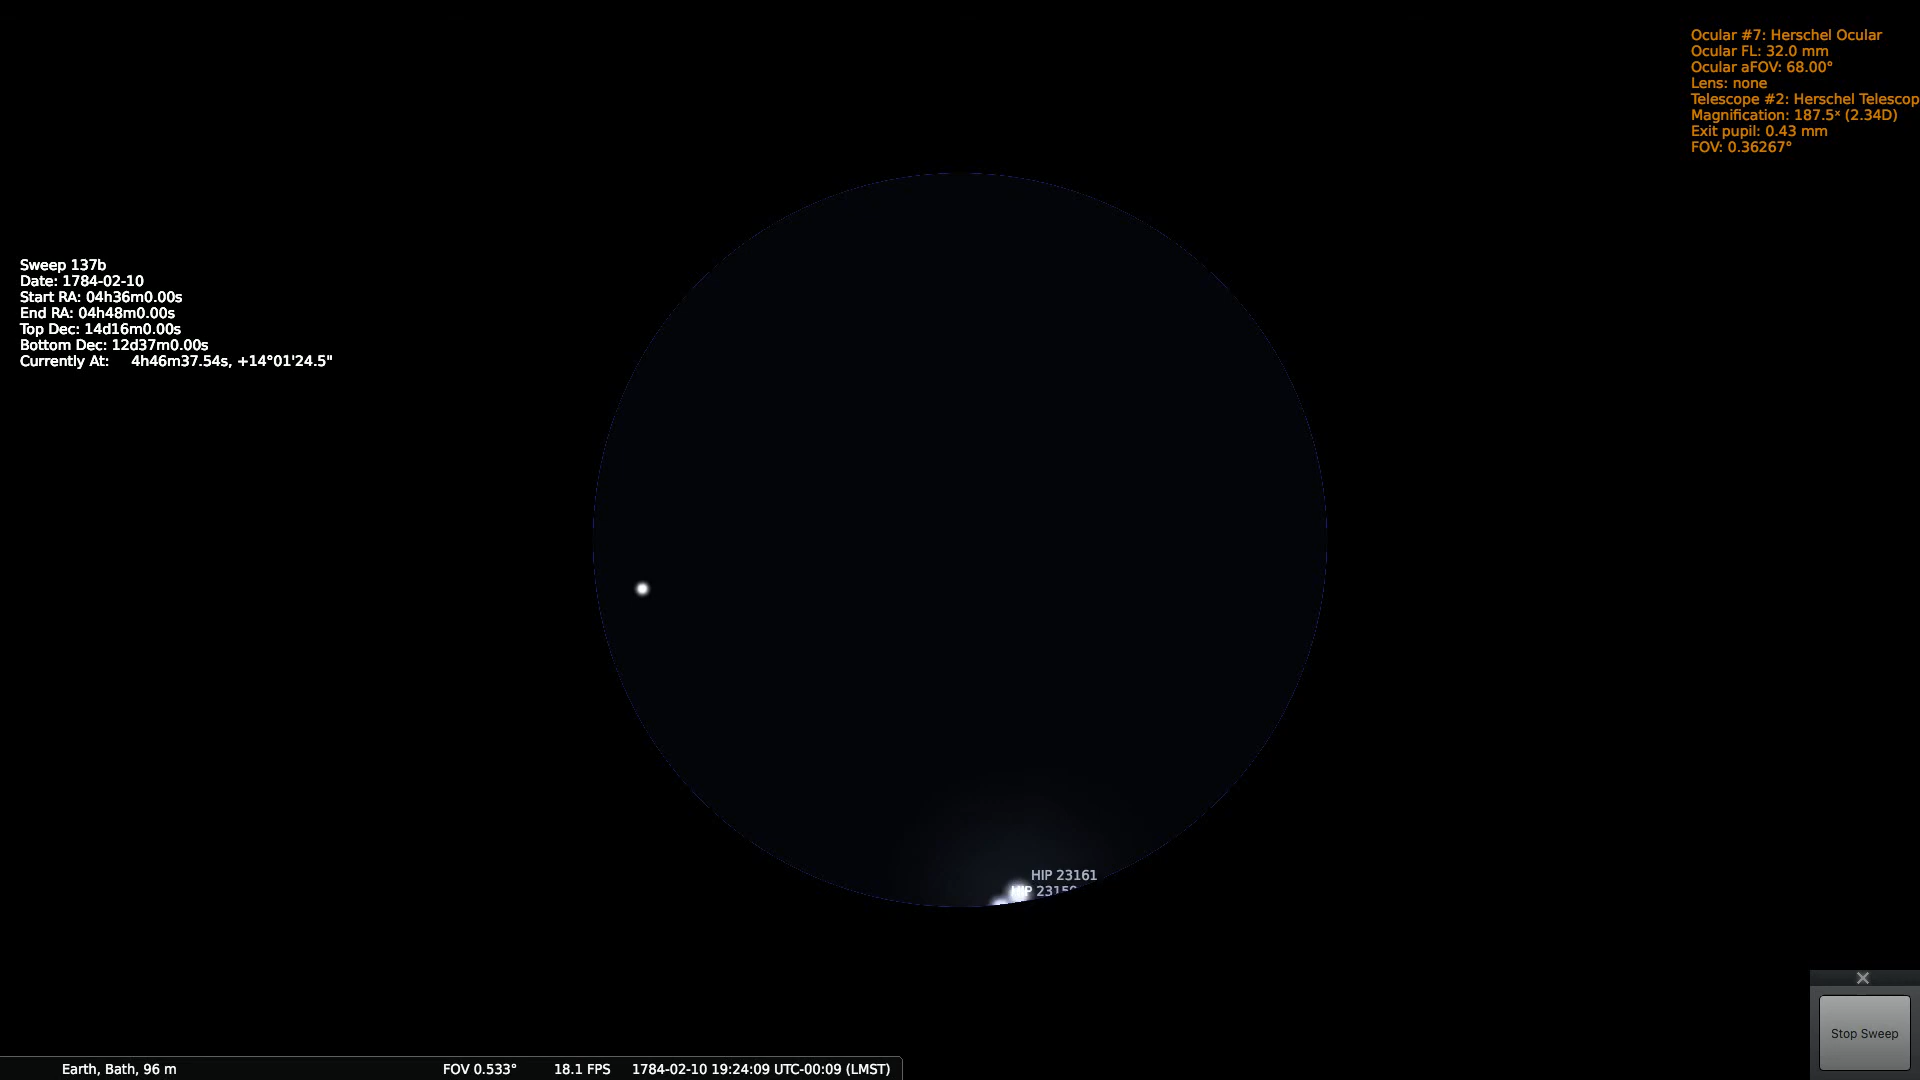 Ocular #7: Herschel Ocular
Ocular FL: 32.0 mm
Ocular aFOV: 68.00°
Lens: none
Telescope #2: Herschel Telescop
Magnification: 187.5ˣ (2.34D)
Exit pupil: 0.43 mm
FOV: 0.36267°
Sweep 137b
Date: 1784-02-10
Start RA: 04h36m0.00s
End RA: 04h48m0.00s
Top Dec: 14d16m0.00s
Bottom Dec: 12d37m0.00s
Currently At: 4h46m37.54s, +14°01'24.5"
HIP 23161
HIP
Stop Sweep
Earth, Bath, 96 m FOV 0.533° 18.1 FPS 1784-02-10 19:24:09 UTC-00:09 (LMST)